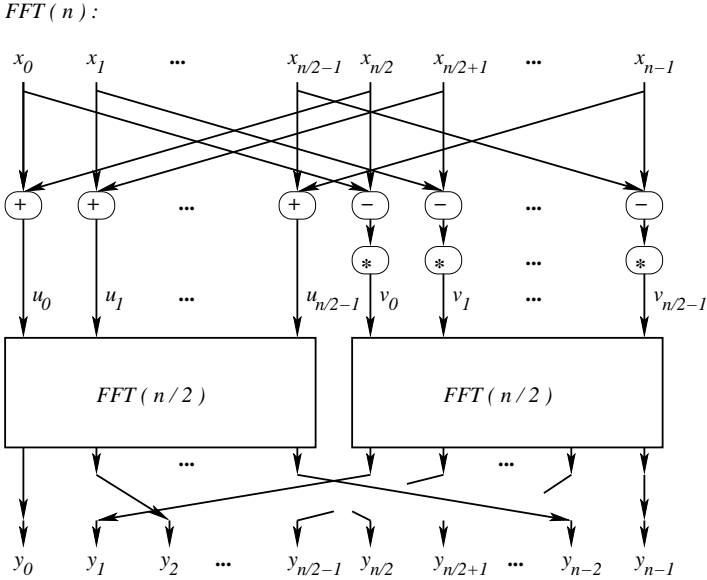 FFT ( n ) :
x0 x1 ... xn/2−1 xn/2 xn/2+1 ... xn−1
+ + ... + − − ... −
* * ... *
u0 u1 ... un/2−1 v0 v1 ... vn/2−1
FFT ( n / 2 ) FFT ( n / 2 )
... ...
y0 y1 y2 ... yn/2−1 yn/2 yn/2+1 ... yn−2 yn−1